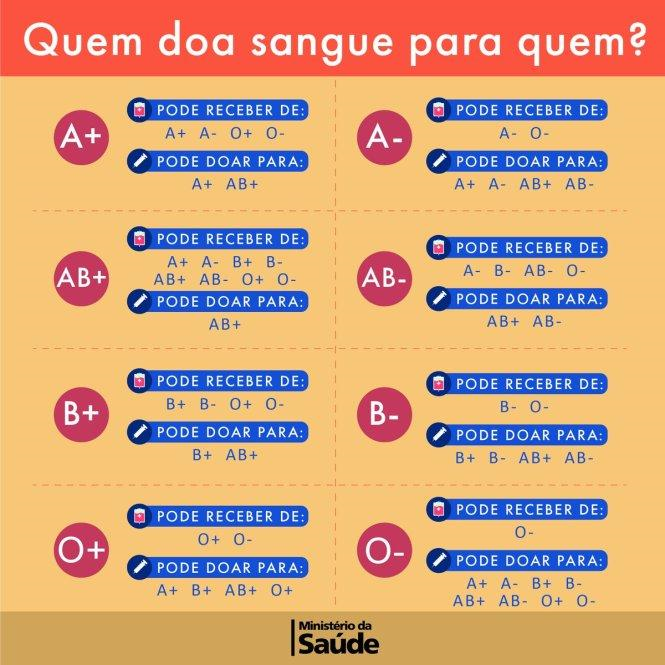 Quem doa sangue para quem?
A+
PODE RECEBER DE:
A+ A- O+ O-
PODE DOAR PARA:
A+ AB+
A-
PODE RECEBER DE:
A- O-
PODE DOAR PARA:
A+ A- AB+ AB-
AB+
PODE RECEBER DE:
A+ A- B+ B-
AB+ AB- O+ O-
PODE DOAR PARA:
AB+
AB-
PODE RECEBER DE:
A- B- AB- O-
PODE DOAR PARA:
AB+ AB-
B+
PODE RECEBER DE:
B+ B- O+ O-
PODE DOAR PARA:
B+ AB+
B-
PODE RECEBER DE:
B- O-
PODE DOAR PARA:
B+ B- AB+ AB-
O+
PODE RECEBER DE:
O+ O-
PODE DOAR PARA:
A+ B+ AB+ O+
O-
PODE RECEBER DE:
O-
PODE DOAR PARA:
A+ A- B+ B-
AB+ AB- O+ O-
Ministério da
Saúde